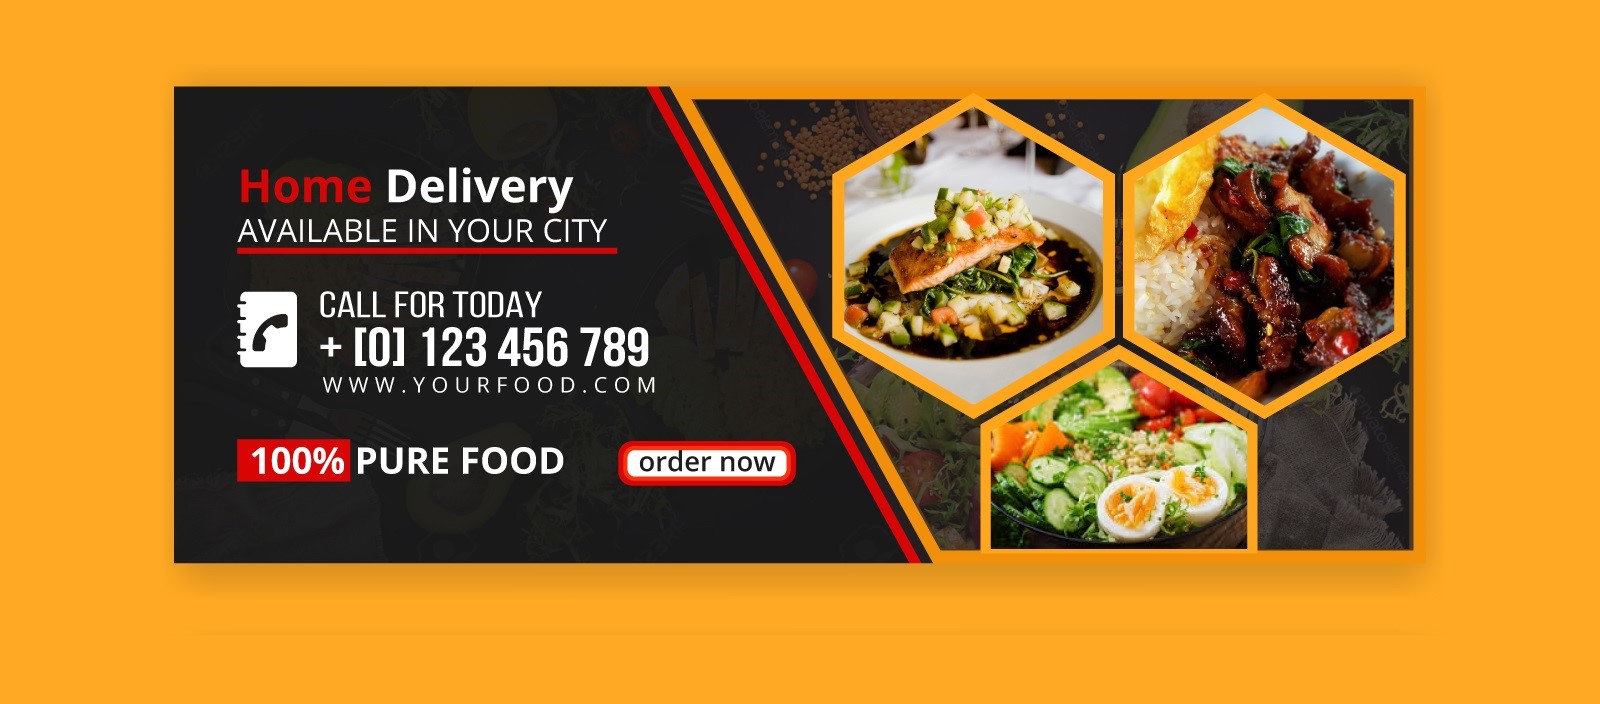 Home Delivery
AVAILABLE IN YOUR CITY
CALL FOR TODAY
+ [0] 123 456 789
WWW.YOURFOOD.COM
100% PURE FOOD
order now